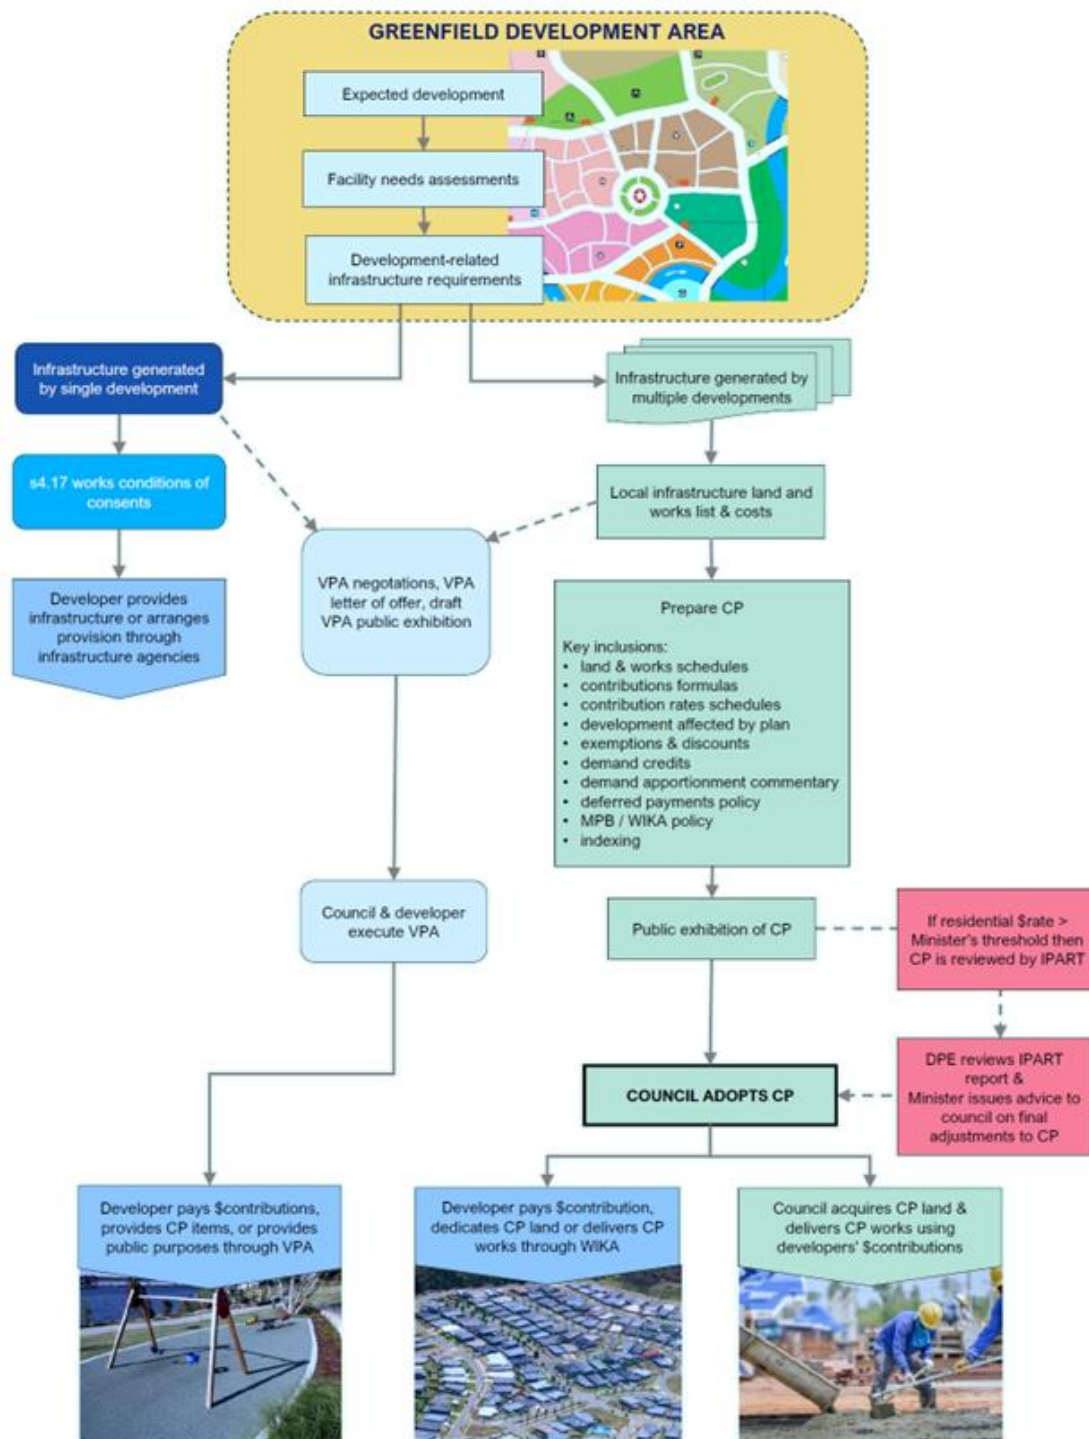 GREENFIELD DEVELOPMENT AREA
Expected development
Facility needs assessments
Development-related
infrastructure requirements
Infrastructure generated
by single development
Infrastructure generated by
multiple developments
s4.17 works conditions of
consents
Local infrastructure land and
works list & costs
Developer provides
infrastructure or arranges
provision through
infrastructure agencies
VPA negotations, VPA
letter of offer, draft
VPA public exhibition
Prepare CP
Key inclusions:
• land & works schedules
• contributions formulas
• contribution rates schedules
• development affected by plan
• exemptions & discounts
• demand credits
• demand apportionment commentary
• deferred payments policy
• MPB / WIKA policy
• indexing
Council & developer
execute VPA
Public exhibition of CP
If residential $rate >
Minister's threshold then
CP is reviewed by IPART
DPE reviews IPART
report &
Minister issues advice to
council on final
adjustments to CP
COUNCIL ADOPTS CP
Developer pays $contributions,
provides CP items, or provides
public purposes through VPA
Developer pays $contribution,
dedicates CP land or delivers CP
works through WIKA
Council acquires CP land &
delivers CP works using
developers' $contributions